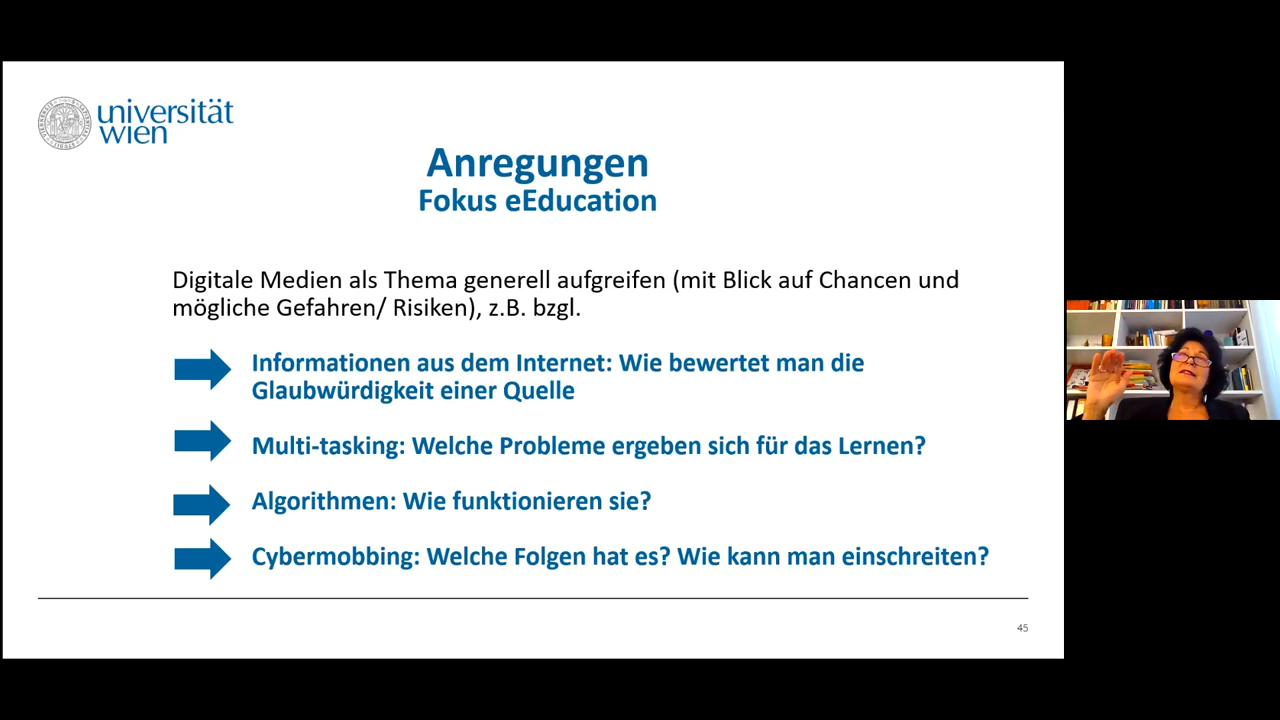 universität
wien
Anregungen
Fokus eEducation
Digitale Medien als Thema generell aufgreifen (mit Blick auf Chancen und
mögliche Gefahren/ Risiken), z.B. bzgl.
Informationen aus dem Internet: Wie bewertet man die
Glaubwürdigkeit einer Quelle
Multi-tasking: Welche Probleme ergeben sich für das Lernen?
Algorithmen: Wie funktionieren sie?
Cybermobbing: Welche Folgen hat es? Wie kann man einschreiten?
45